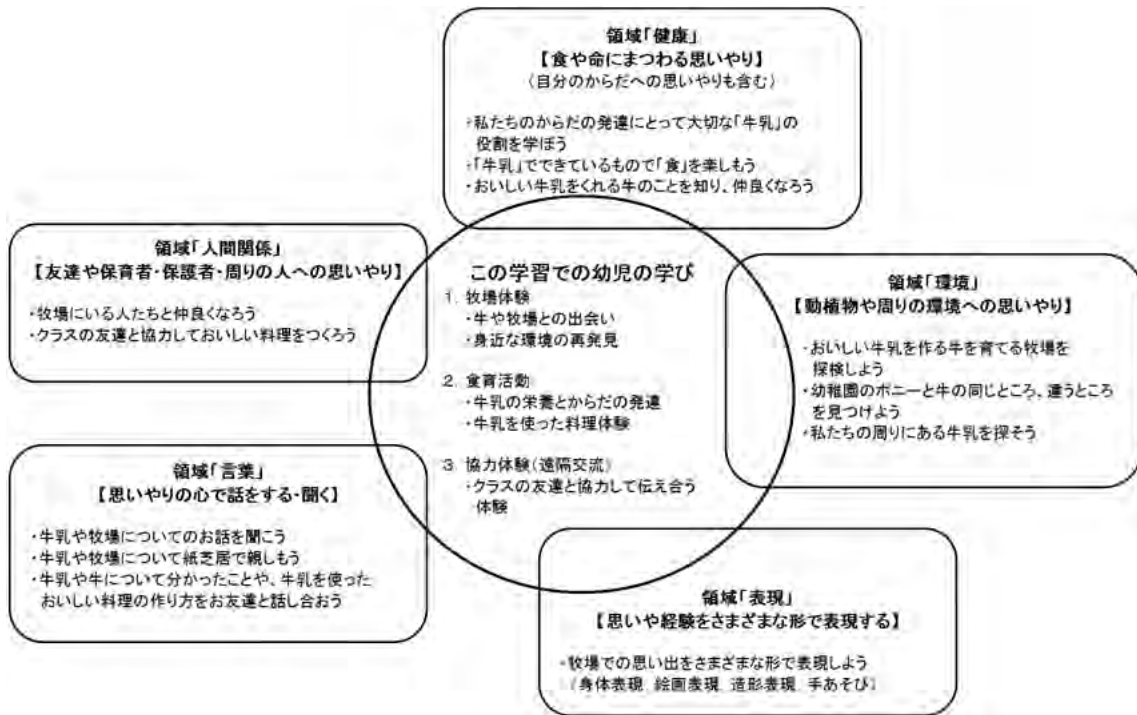 領域「健康」
【食や命にまつわる思いやり】
(自分のからだへの思いやりも含む)
・私たちのからだの発達にとって大切な「牛乳」の
役割を学ぼう
・「牛乳」でできているもので「食」を楽しもう
・おいしい牛乳をくれる牛のことを知り、仲良くなろう
領域「人間関係」
【友達や保育者・保護者・周りの人への思いやり】
・牧場にいる人たちと仲良くなろう
・クラスの友達と協力しておいしい料理をつくろう
この学習での幼児の学び
1. 牧場体験
・牛や牧場との出会い
・身近な環境の再発見
2. 食育活動
・牛乳の栄養とからだの発達
・牛乳を使った料理体験
3. 協力体験(遠隔交流)
・クラスの友達と協力して伝え合う
体験
領域「環境」
【動植物や周りの環境への思いやり】
・おいしい牛乳を作る牛を育てる牧場を
探検しよう
・幼稚園のポニーと牛の同じところ、違うところ
を見つけよう
・私たちの周りにある牛乳を探そう
領域「言葉」
【思いやりの心で話をする・聞く】
・牛乳や牧場についてのお話を聞こう
・牛乳や牧場について紙芝居で親しもう
・牛乳や牛について分かったことや、牛乳を使った
おいしい料理の作り方をお友達と話し合おう
領域「表現」
【思いや経験をさまざまな形で表現する】
・牧場での思い出をさまざまな形で表現しよう
(身体表現 絵画表現 造形表現 手あそび)